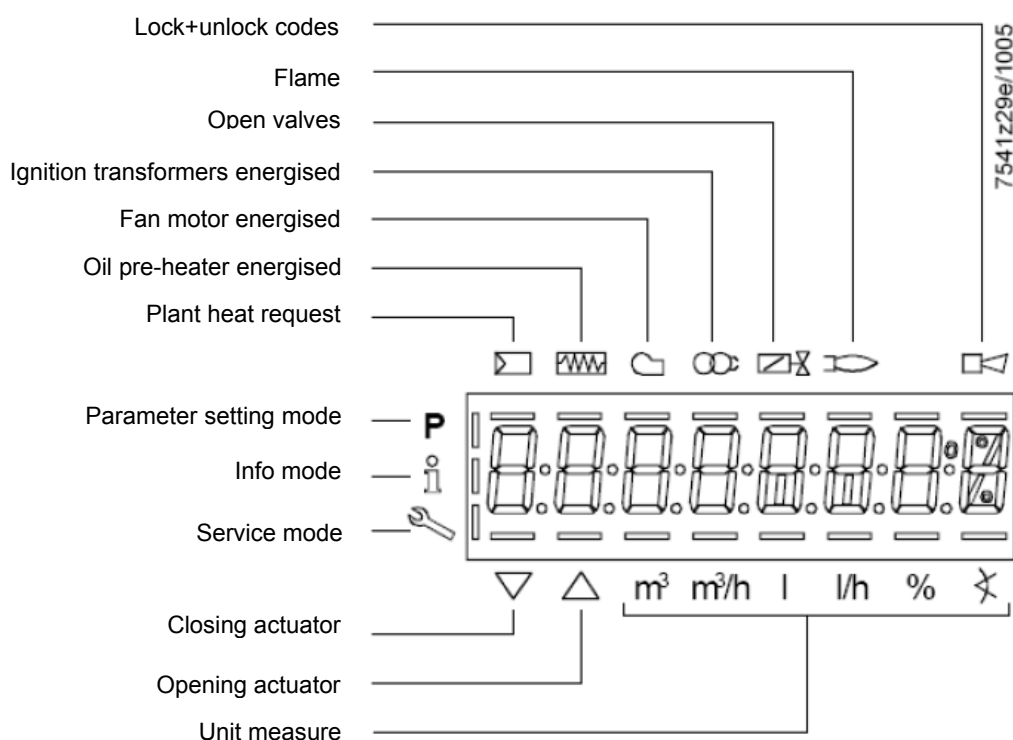 Lock+unlock codes
Flame
Open valves
Ignition transformers energised
Fan motor energised
Oil pre-heater energised
Plant heat request
7541z29e/1005
Parameter setting mode
P
Info mode
i
Service mode
m³ m³/h l l/h %
Closing actuator
Opening actuator
Unit measure